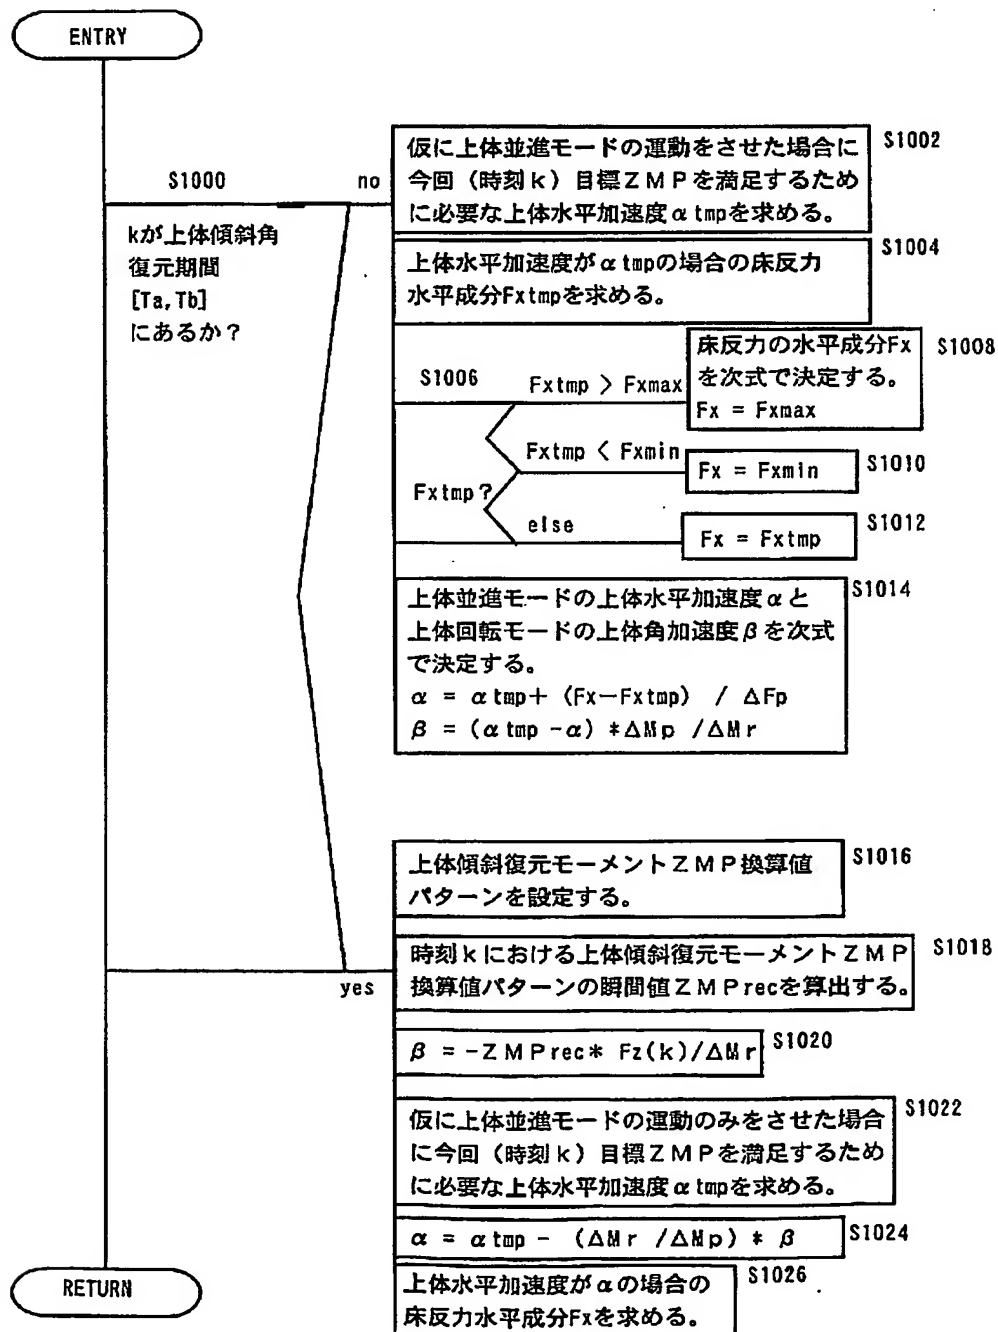 ENTRY
S1000
no
kが上体傾斜角
復元期間
[Ta,Tb]
にあるか?
仮に上体並進モードの運動をさせた場合に
今回(時刻k)目標ZMPを満足するため
に必要な上体水平加速度αtmpを求める。
S1002
上体水平加速度がαtmpの場合の床反力
水平成分Fxtmpを求める。
S1004
S1006
Fxtmp?
Fxtmp > Fxmax
床反力の水平成分Fx
を次式で決定する。
Fx = Fxmax
S1008
Fxtmp < Fxmin
Fx = Fxmin
S1010
else
Fx = Fxtmp
S1012
上体並進モードの上体水平加速度αと
上体回転モードの上体角加速度βを次式
で決定する。
α = αtmp+ (Fx-Fxtmp) / ΔFp
β = (αtmp -α) *ΔMp /ΔMr
S1014
yes
上体傾斜復元モーメントZMP換算値
パターンを設定する。
S1016
時刻kにおける上体傾斜復元モーメントZMP
換算値パターンの瞬間値ZMPrecを算出する。
S1018
β = -ZMPrec* Fz(k)/ΔMr
S1020
仮に上体並進モードの運動のみをさせた場合
に今回(時刻k)目標ZMPを満足するため
に必要な上体水平加速度αtmpを求める。
S1022
α = αtmp - (ΔMr /ΔMp) * β
S1024
上体水平加速度がαの場合の
床反力水平成分Fxを求める。
S1026
RETURN